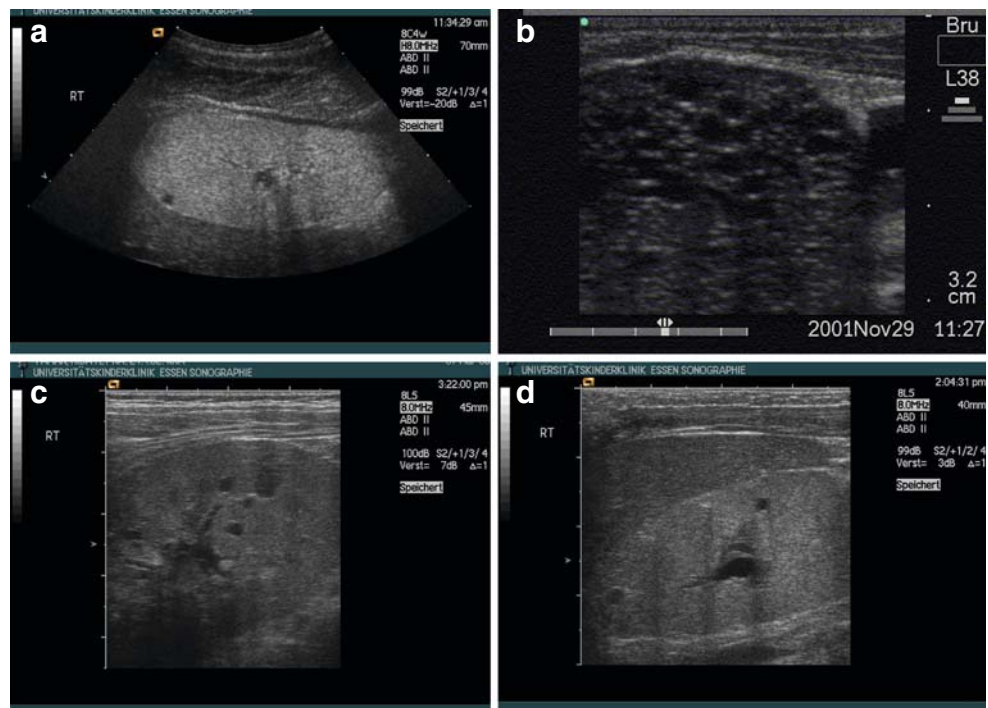 UNIVERSITÄTSKINDERKLINIK ESSEN SONOGRAPHIE
a
11:34:29 am
8C4w
H8.0MHz 70mm
ABD II
ABD II
99dB S2/+1/3/4
Verst=-20dB Δ=1
Speichert
RT
b
Bru
L38
3.2
cm
2001Nov29 11:27
UNIVERSITÄTSKINDERKLINIK ESSEN SONOGRAPHIE
c
3:22:00 pm
8L5
8.0MHz 45mm
ABD II
ABD II
100dB S2/+1/3/4
Verst= 7dB Δ=1
Speichert
RT
UNIVERSITÄTSKINDERKLINIK ESSEN SONOGRAPHIE
d
2:04:31 pm
8L5
8.0MHz 40mm
ABD II
ABD II
99dB S2/+1/2/4
Verst= 3dB Δ=1
Speichert
RT